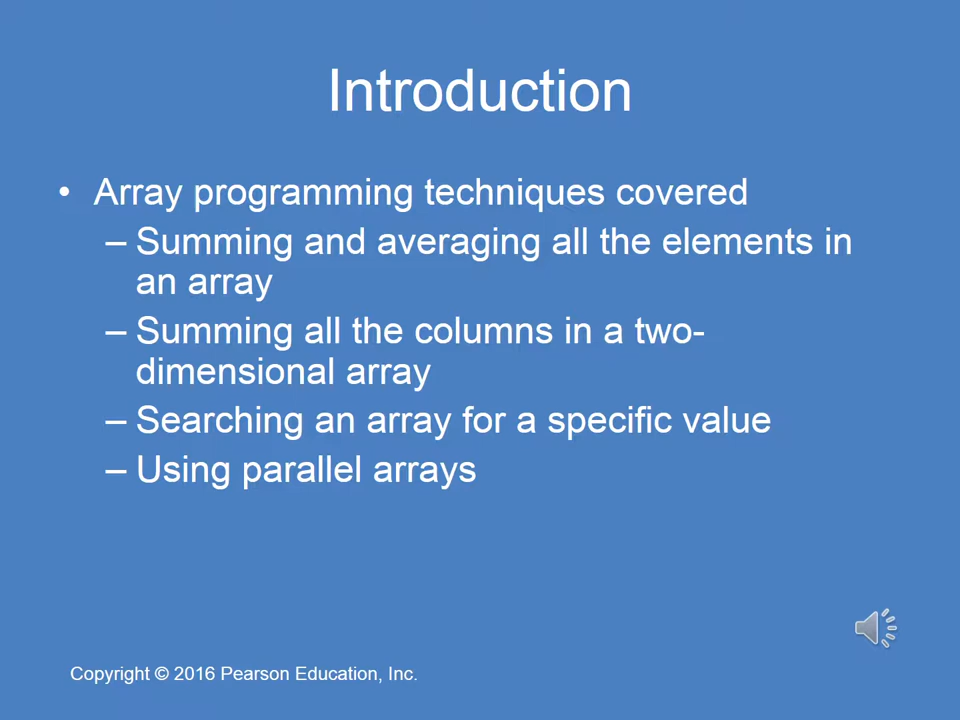 Introduction
• Array programming techniques covered
– Summing and averaging all the elements in
an array
– Summing all the columns in a two-
dimensional array
– Searching an array for a specific value
– Using parallel arrays
Copyright © 2016 Pearson Education, Inc.